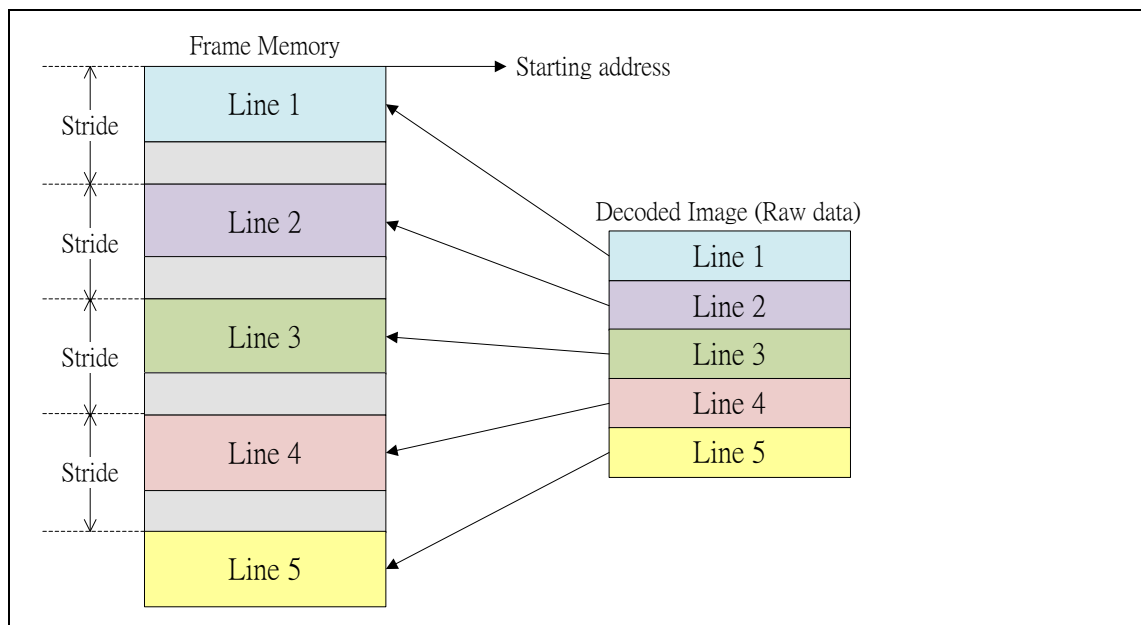 Frame Memory
Starting address
Line 1
Stride
Line 2
Stride
Line 3
Stride
Line 4
Stride
Line 5
Decoded Image (Raw data)
Line 1
Line 2
Line 3
Line 4
Line 5